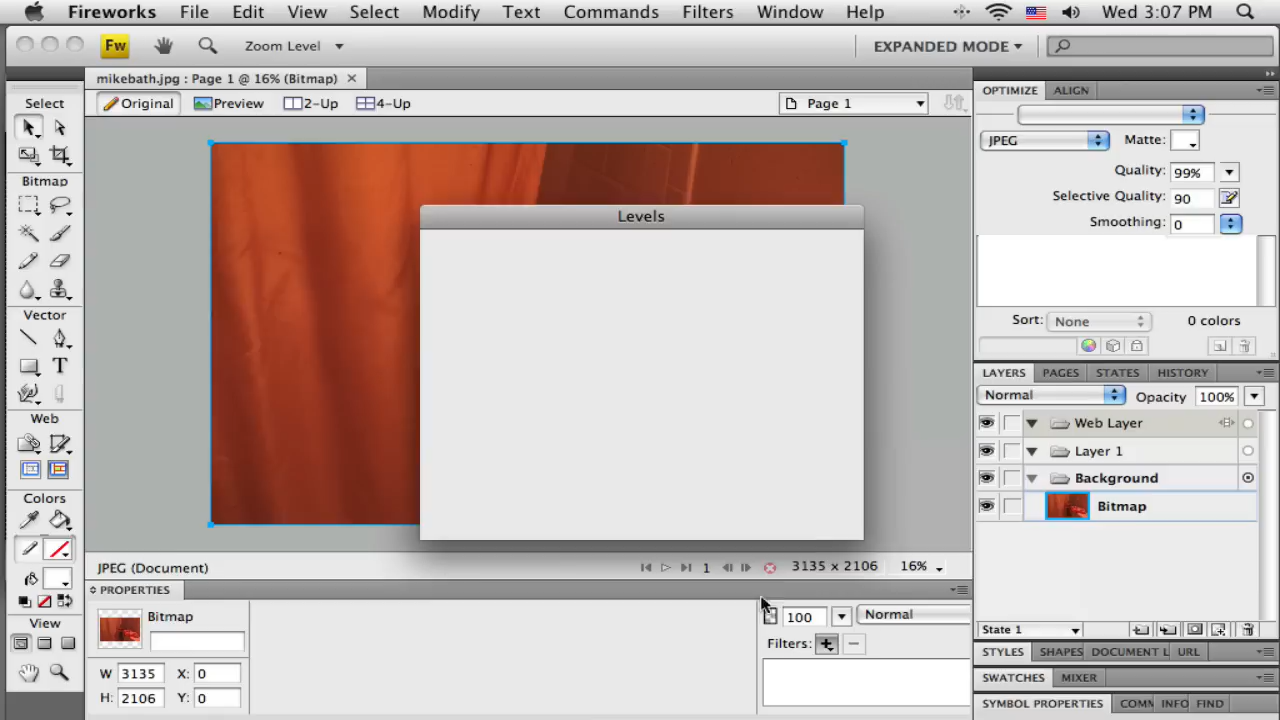 Fireworks File Edit View Select Modify Commands Text Filters Window Help Wed 3:07 PM
Fw Zoom Level EXPANDED MODE
mikebath.jpg : Page 1 @ 16% (Bitmap)
Original Preview 2-Up 4-Up Page 1
OPTIMIZE ALIGN
JPEG Matte:
Quality: 99%
Selective Quality: 90
Smoothing: 0
Sort: None 0 colors
Select
Bitmap
Vector
T
Web
Colors
View
Levels
LAYERS PAGES STATES HISTORY
Normal Opacity 100%
Web Layer
Layer 1
Background
Bitmap
JPEG (Document) 1 3135 x 2106 16%
PROPERTIES
Bitmap
W 3135 X: 0
H: 2106 Y: 0
100 Normal
Filters:
State 1
STYLES SHAPES DOCUMENT L URL
SWATCHES MIXER
SYMBOL PROPERTIES COMM INFO FIND